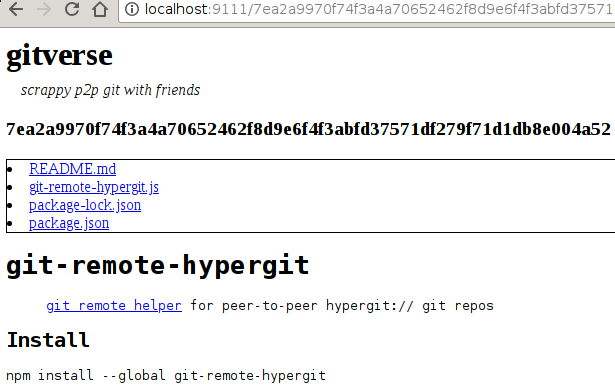 localhost:9111/7ea2a9970f74f3a4a70652462f8d9e6f4f3abfd37571
gitverse
scrappy p2p git with friends
7ea2a9970f74f3a4a70652462f8d9e6f4f3abfd37571df279f71d1db8e004a52
README.md
git-remote-hypergit.js
package-lock.json
package.json
git-remote-hypergit
git remote helper for peer-to-peer hypergit:// git repos
Install
npm install --global git-remote-hypergit